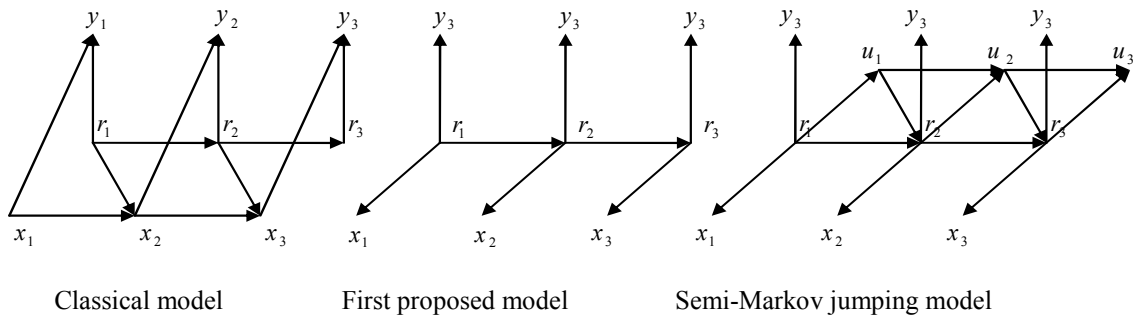 y₁ y₂ y₃ y₃ y₃ y₃ y₃ y₃ y₃
u₁ u₂ u₃
r₁ r₂ r₃ r₁ r₂ r₃ r₁ r₂ r₃
x₁ x₂ x₃ x₁ x₂ x₃ x₁ x₂ x₃
Classical model First proposed model Semi-Markov jumping model